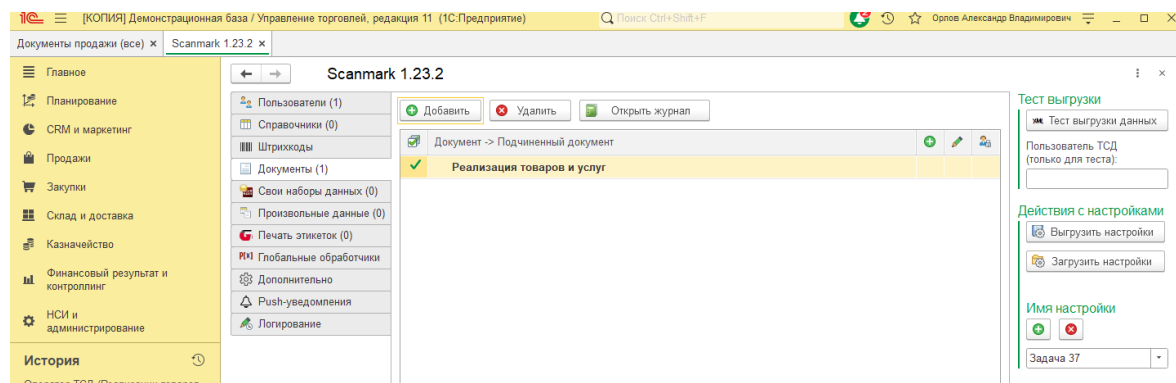 [КОПИЯ] Демонстрационная база / Управление торговлей, редакция 11 (1С:Предприятие)
Поиск Ctrl+Shift+F
Орлов Александр Владимирович
Документы продажи (все) ×
Scanmark 1.23.2 ×
Главное
Планирование
CRM и маркетинг
Продажи
Закупки
Склад и доставка
Казначейство
Финансовый результат и
контроллинг
НСИ и
администрирование
История
Scanmark 1.23.2
Пользователи (1)
Справочники (0)
Штрихкоды
Документы (1)
Свои наборы данных (0)
Произвольные данные (0)
Печать этикеток (0)
Глобальные обработчики
Дополнительно
Push-уведомления
Логирование
Добавить
Удалить
Открыть журнал
Документ -> Подчиненный документ
Реализация товаров и услуг
Тест выгрузки
XML Тест выгрузки данных
Пользователь ТСД
(только для теста):
Действия с настройками
Выгрузить настройки
Загрузить настройки
Имя настройки
Задача 37